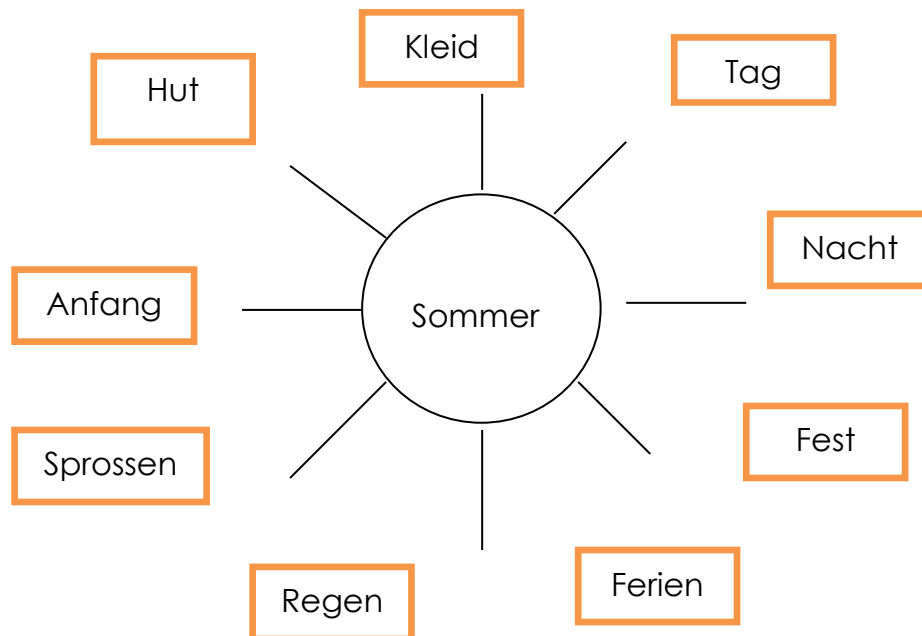 Kleid
Hut
Tag
Nacht
Anfang
Sommer
Sprossen
Fest
Regen
Ferien